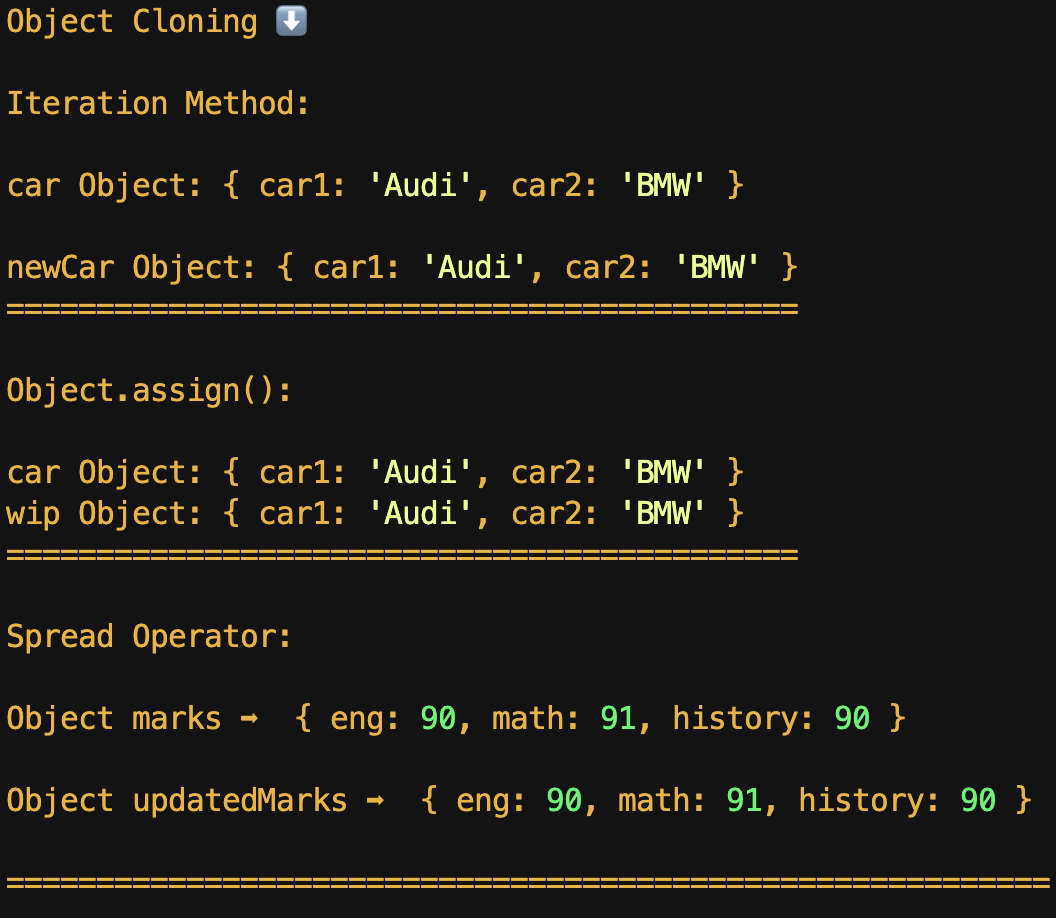 Object Cloning ⬇️
Iteration Method:
car Object: { car1: 'Audi', car2: 'BMW' }
newCar Object: { car1: 'Audi', car2: 'BMW' }
============================================
Object.assign():
car Object: { car1: 'Audi', car2: 'BMW' }
wip Object: { car1: 'Audi', car2: 'BMW' }
============================================
Spread Operator:
Object marks ➡ { eng: 90, math: 91, history: 90 }
Object updatedMarks ➡ { eng: 90, math: 91, history: 90 }
==========================================================